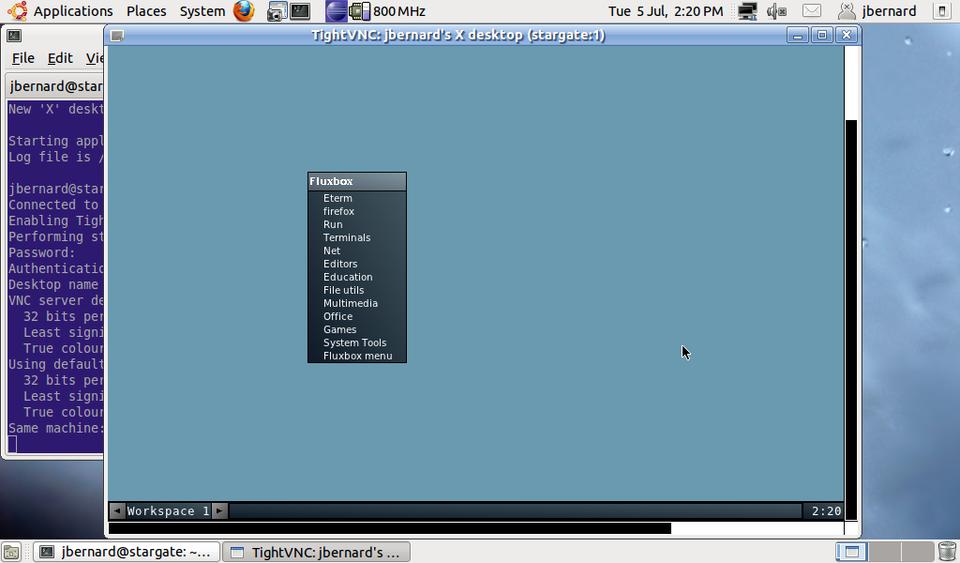 Applications Places System 800 MHz Tue 5 Jul, 2:20 PM jbernard
TightVNC: jbernard's X desktop (stargate:1)
File Edit
jbernard@star
New 'X' deskt
Starting appl
Log file is /
jbernard@star
Connected to
Enabling Tigh
Performing st
Password:
Authenticatio
Desktop name
VNC server de
32 bits per
Least signi
True colour
Using default
32 bits per
Least signi
True colour
Same machine:
Fluxbox
Eterm
firefox
Run
Terminals
Net
Editors
Education
File utils
Multimedia
Office
Games
System Tools
Fluxbox menu
Workspace 1 2:20
jbernard@stargate: ~... TightVNC: jbernard's ...